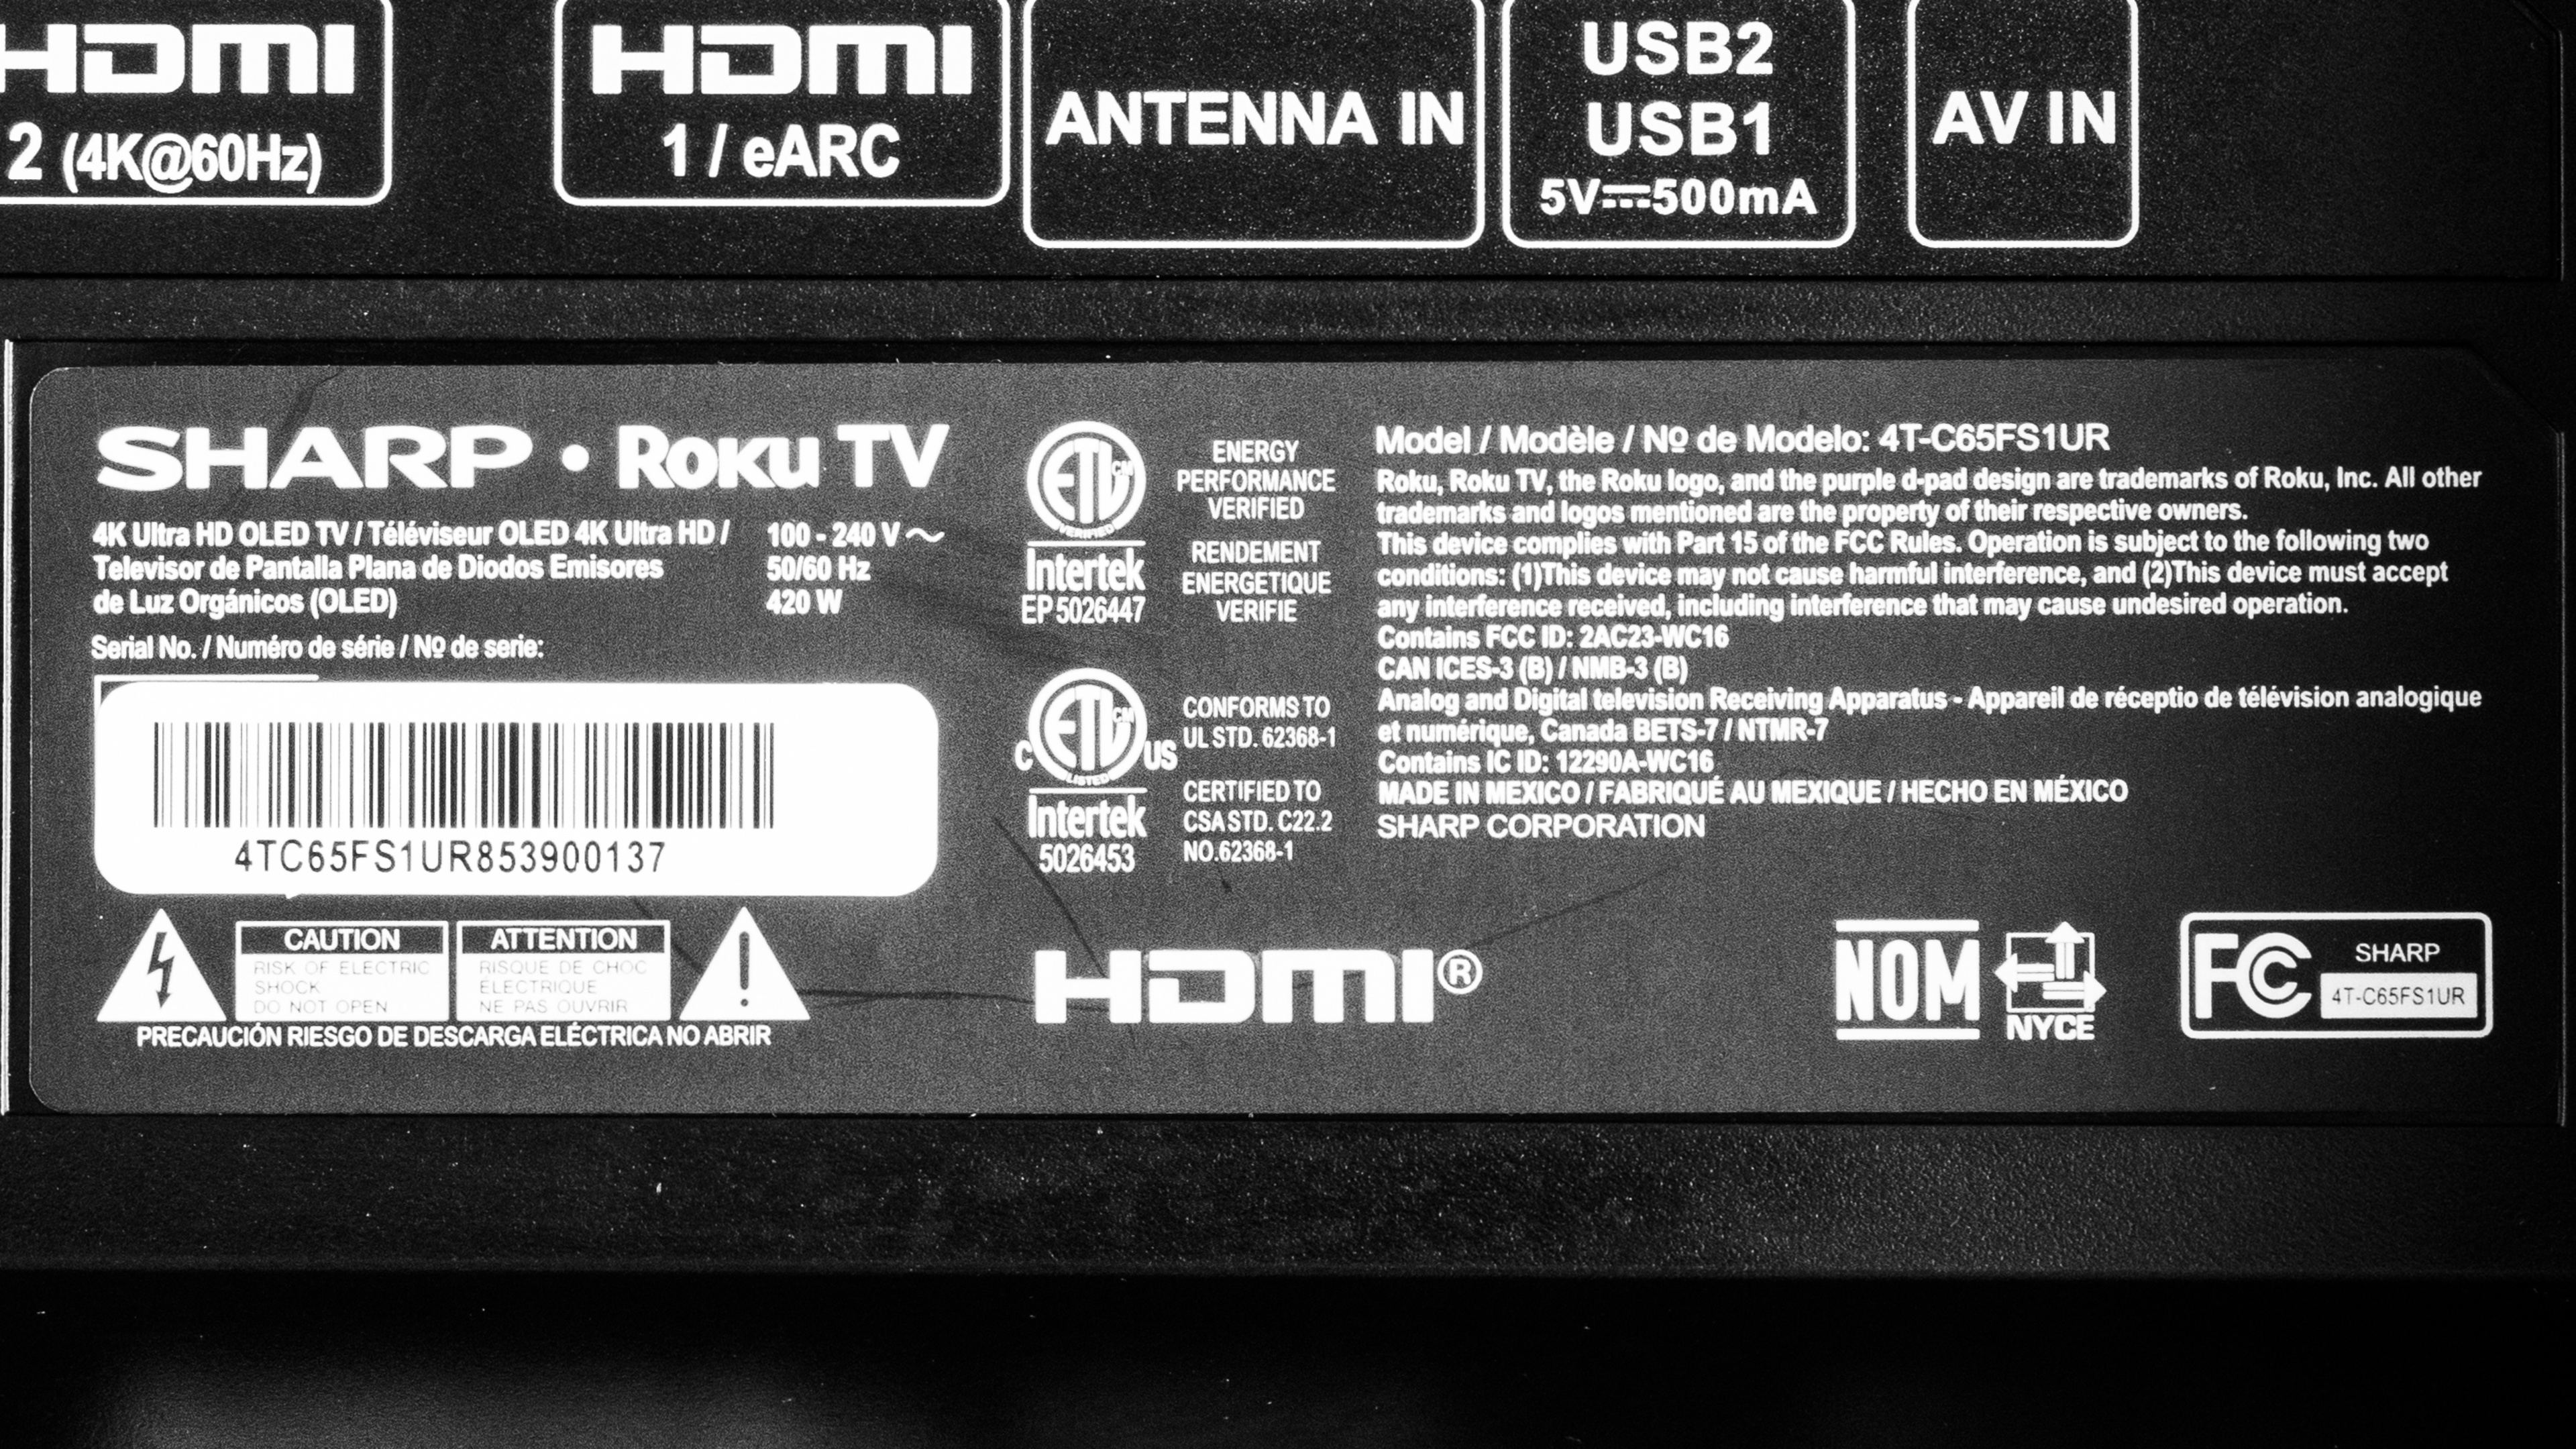 HDMI
2 (4K@60Hz)
HDMI
1 / eARC
ANTENNA IN
USB2
USB1
5V⎓500mA
AV IN
SHARP • Roku TV
4K Ultra HD OLED TV / Téléviseur OLED 4K Ultra HD /
Televisor de Pantalla Plana de Diodos Emisores
de Luz Orgánicos (OLED)
100 - 240 V ~
50/60 Hz
420 W
Serial No. / Numéro de série / Nº de serie:
4TC65FS1UR853900137
CAUTION
RISK OF ELECTRIC
SHOCK
DO NOT OPEN
ATTENTION
RISQUE DE CHOC
ELECTRIQUE
NE PAS OUVRIR
PRECAUCIÓN RIESGO DE DESCARGA ELÉCTRICA NO ABRIR
ETL CM
VERIFIED
Intertek
EP 5026447
ENERGY
PERFORMANCE
VERIFIED
RENDEMENT
ENERGETIQUE
VERIFIE
C ETL CM US
LISTED
Intertek
5026453
CONFORMS TO
UL STD. 62368-1
CERTIFIED TO
CSA STD. C22.2
NO.62368-1
HDMI®
Model / Modèle / Nº de Modelo: 4T-C65FS1UR
Roku, Roku TV, the Roku logo, and the purple d-pad design are trademarks of Roku, Inc. All other
trademarks and logos mentioned are the property of their respective owners.
This device complies with Part 15 of the FCC Rules. Operation is subject to the following two
conditions: (1)This device may not cause harmful interference, and (2)This device must accept
any interference received, including interference that may cause undesired operation.
Contains FCC ID: 2AC23-WC16
CAN ICES-3 (B) / NMB-3 (B)
Analog and Digital television Receiving Apparatus - Appareil de réceptio de télévision analogique
et numérique, Canada BETS-7 / NTMR-7
Contains IC ID: 12290A-WC16
MADE IN MEXICO / FABRIQUÉ AU MEXIQUE / HECHO EN MÉXICO
SHARP CORPORATION
NOM
NYCE
FC
SHARP
4T-C65FS1UR